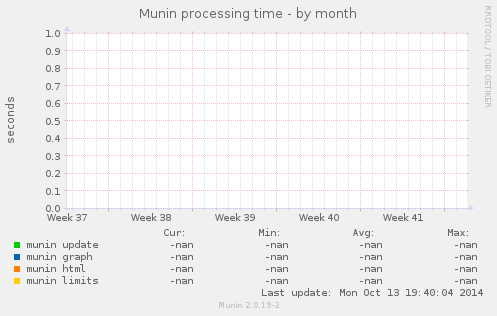 Munin processing time - by month
RRDTOOL / TOBI OETIKER
seconds
1.0
0.9
0.8
0.7
0.6
0.5
0.4
0.3
0.2
0.1
0.0
Week 37 Week 38 Week 39 Week 40 Week 41
Cur: Min: Avg: Max:
munin update -nan -nan -nan -nan
munin graph -nan -nan -nan -nan
munin html -nan -nan -nan -nan
munin limits -nan -nan -nan -nan
Last update: Mon Oct 13 19:40:04 2014
Munin 2.0.19-3